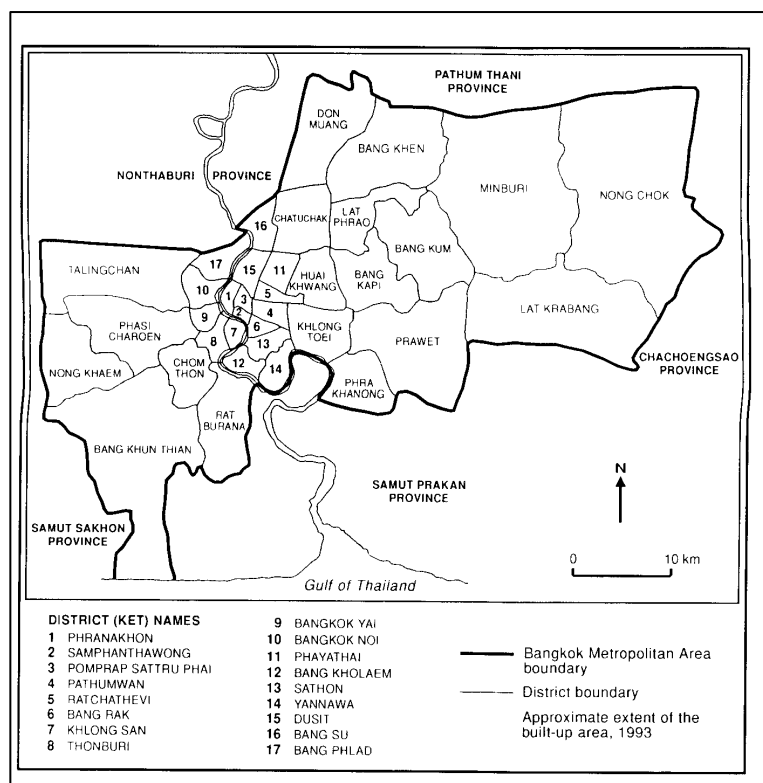 PATHUM THANI
PROVINCE
DON
MUANG
BANG KHEN
NONTHABURI PROVINCE
MINBURI
NONG CHOK
16
CHATUCHAK
LAT
PHRAO
BANG KUM
TALINGCHAN
17
15
11
HUAI
KHWANG
BANG
KAPI
10
1
3
5
2
4
LAT KRABANG
9
PHASI
CHAROEN
8
7
6
KHLONG
TOEI
PRAWET
13
CHOM
THON
12
14
NONG KHAEM
PHRA
KHANONG
CHACHOENGSAO
PROVINCE
RAT
BURANA
BANG KHUN THIAN
SAMUT PRAKAN
PROVINCE
N
SAMUT SAKHON
PROVINCE
0 10 km
Gulf of Thailand
DISTRICT (KET) NAMES
1 PHRANAKHON
2 SAMPHANTHAWONG
3 POMPRAP SATTRU PHAI
4 PATHUMWAN
5 RATCHATHEVI
6 BANG RAK
7 KHLONG SAN
8 THONBURI
9 BANGKOK YAI
10 BANGKOK NOI
11 PHAYATHAI
12 BANG KHOLAEM
13 SATHON
14 YANNAWA
15 DUSIT
16 BANG SU
17 BANG PHLAD
Bangkok Metropolitan Area
boundary
District boundary
Approximate extent of the
built-up area, 1993